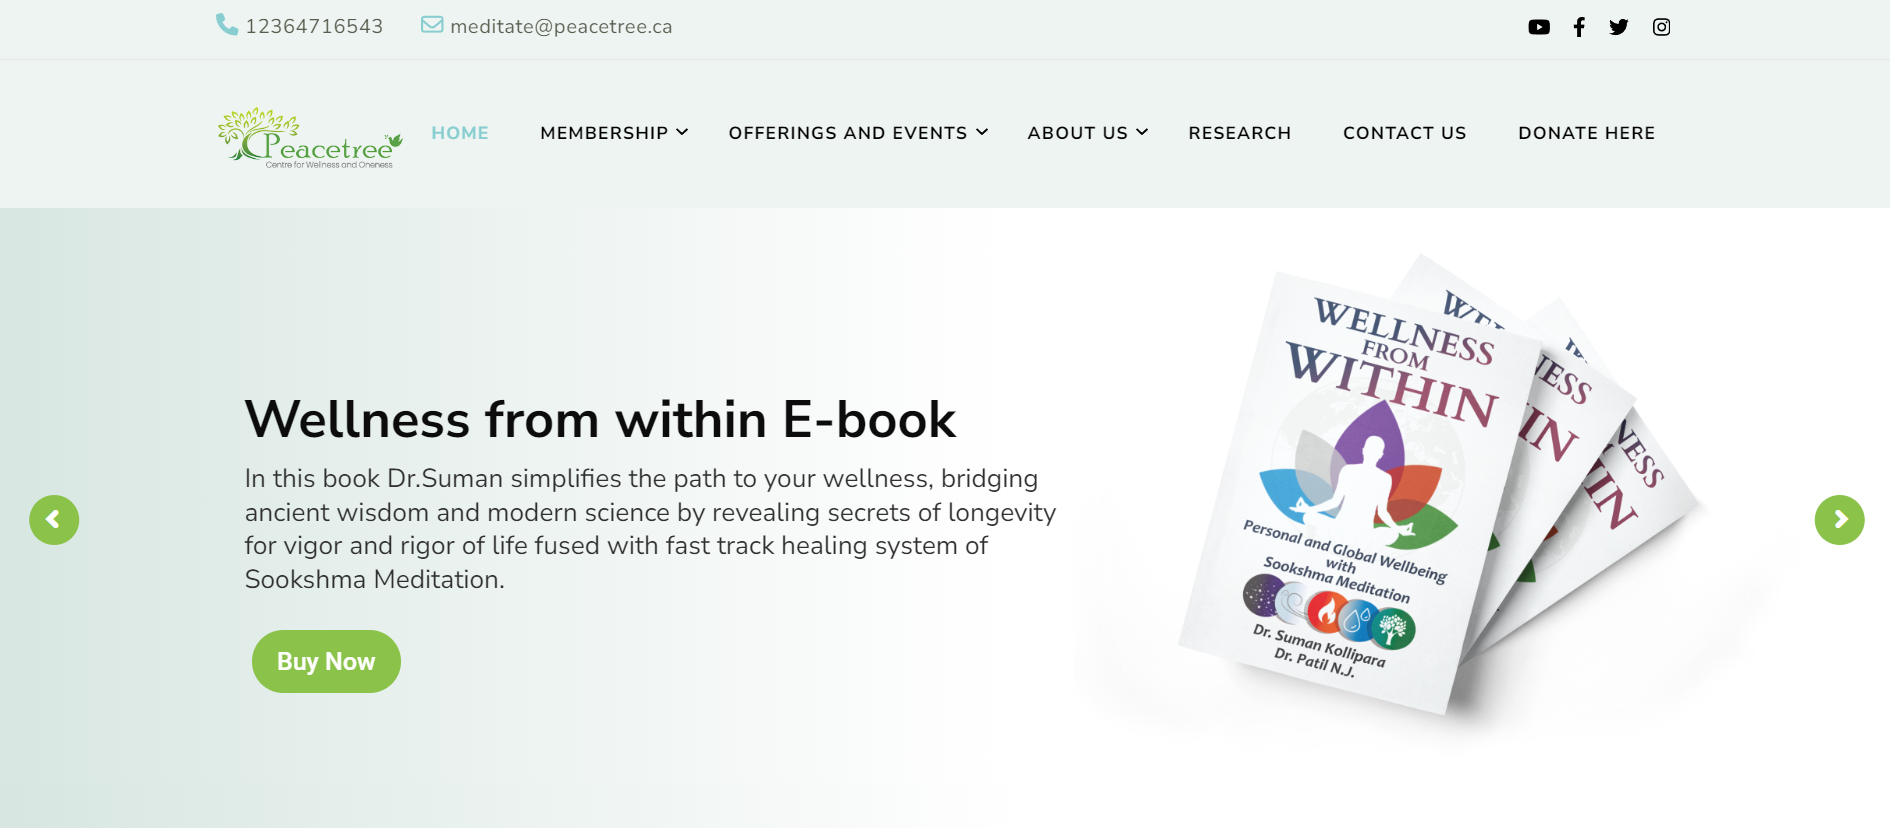 12364716543
meditate@peacetree.ca
Peacetree
Centre for Wellness and Oneness
HOME
MEMBERSHIP
OFFERINGS AND EVENTS
ABOUT US
RESEARCH
CONTACT US
DONATE HERE
Wellness from within E-book
In this book Dr.Suman simplifies the path to your wellness, bridging
ancient wisdom and modern science by revealing secrets of longevity
for vigor and rigor of life fused with fast track healing system of
Sookshma Meditation.
Buy Now
WELLNESS
FROM
WITHIN
Personal and Global Wellbeing
with
Sookshma Meditation
Dr. Suman Kollipara
Dr. Patil N.J.